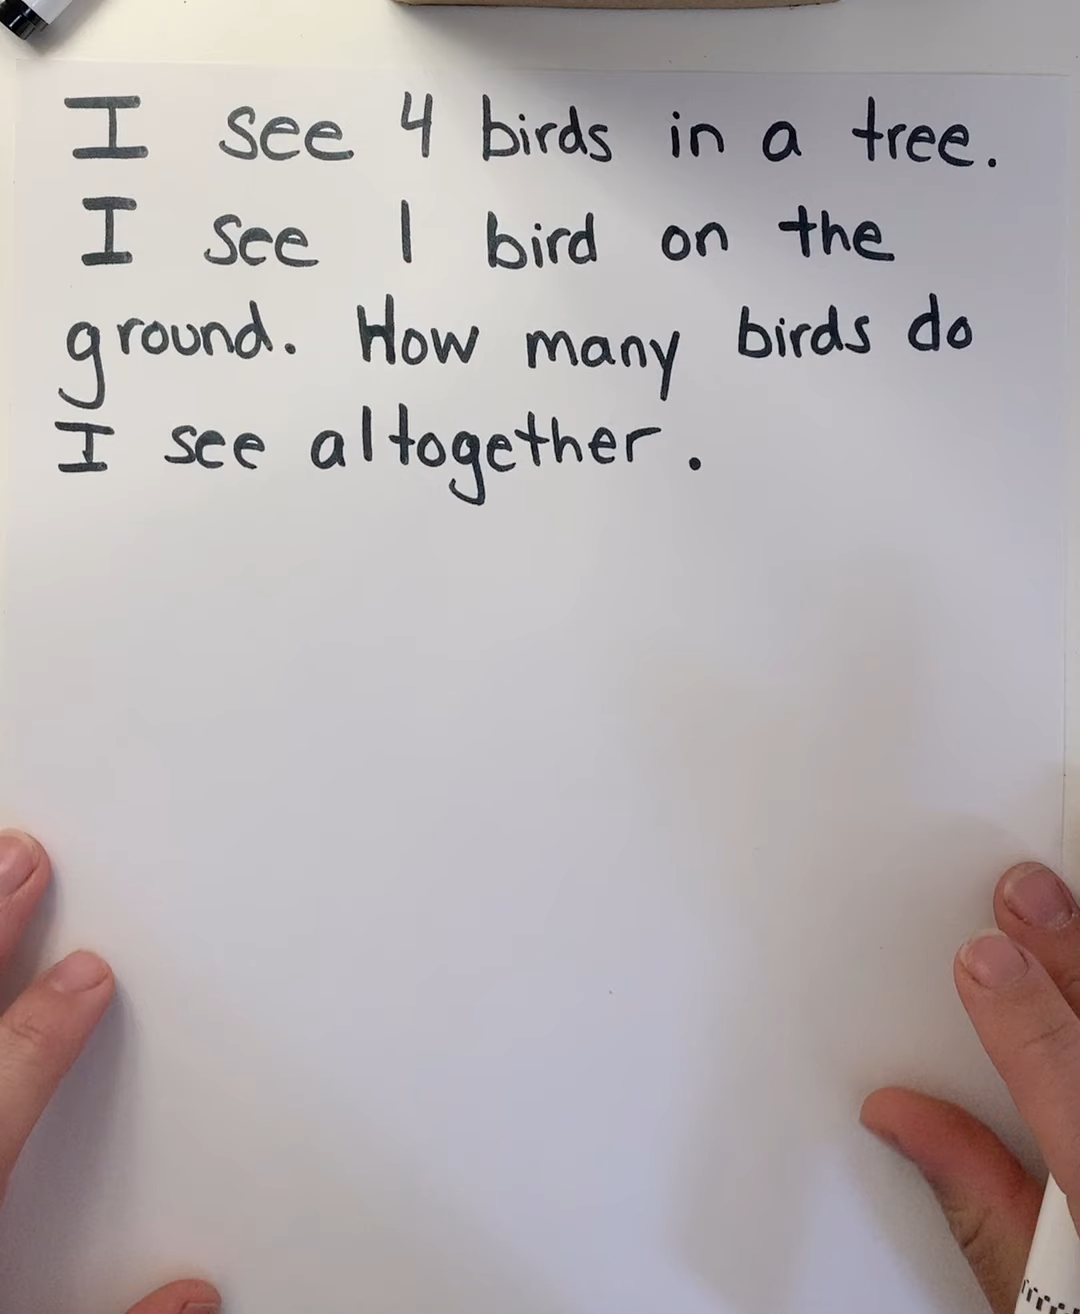 I see 4 birds in a tree.
I see 1 bird on the
ground. How many birds do
I see altogether.